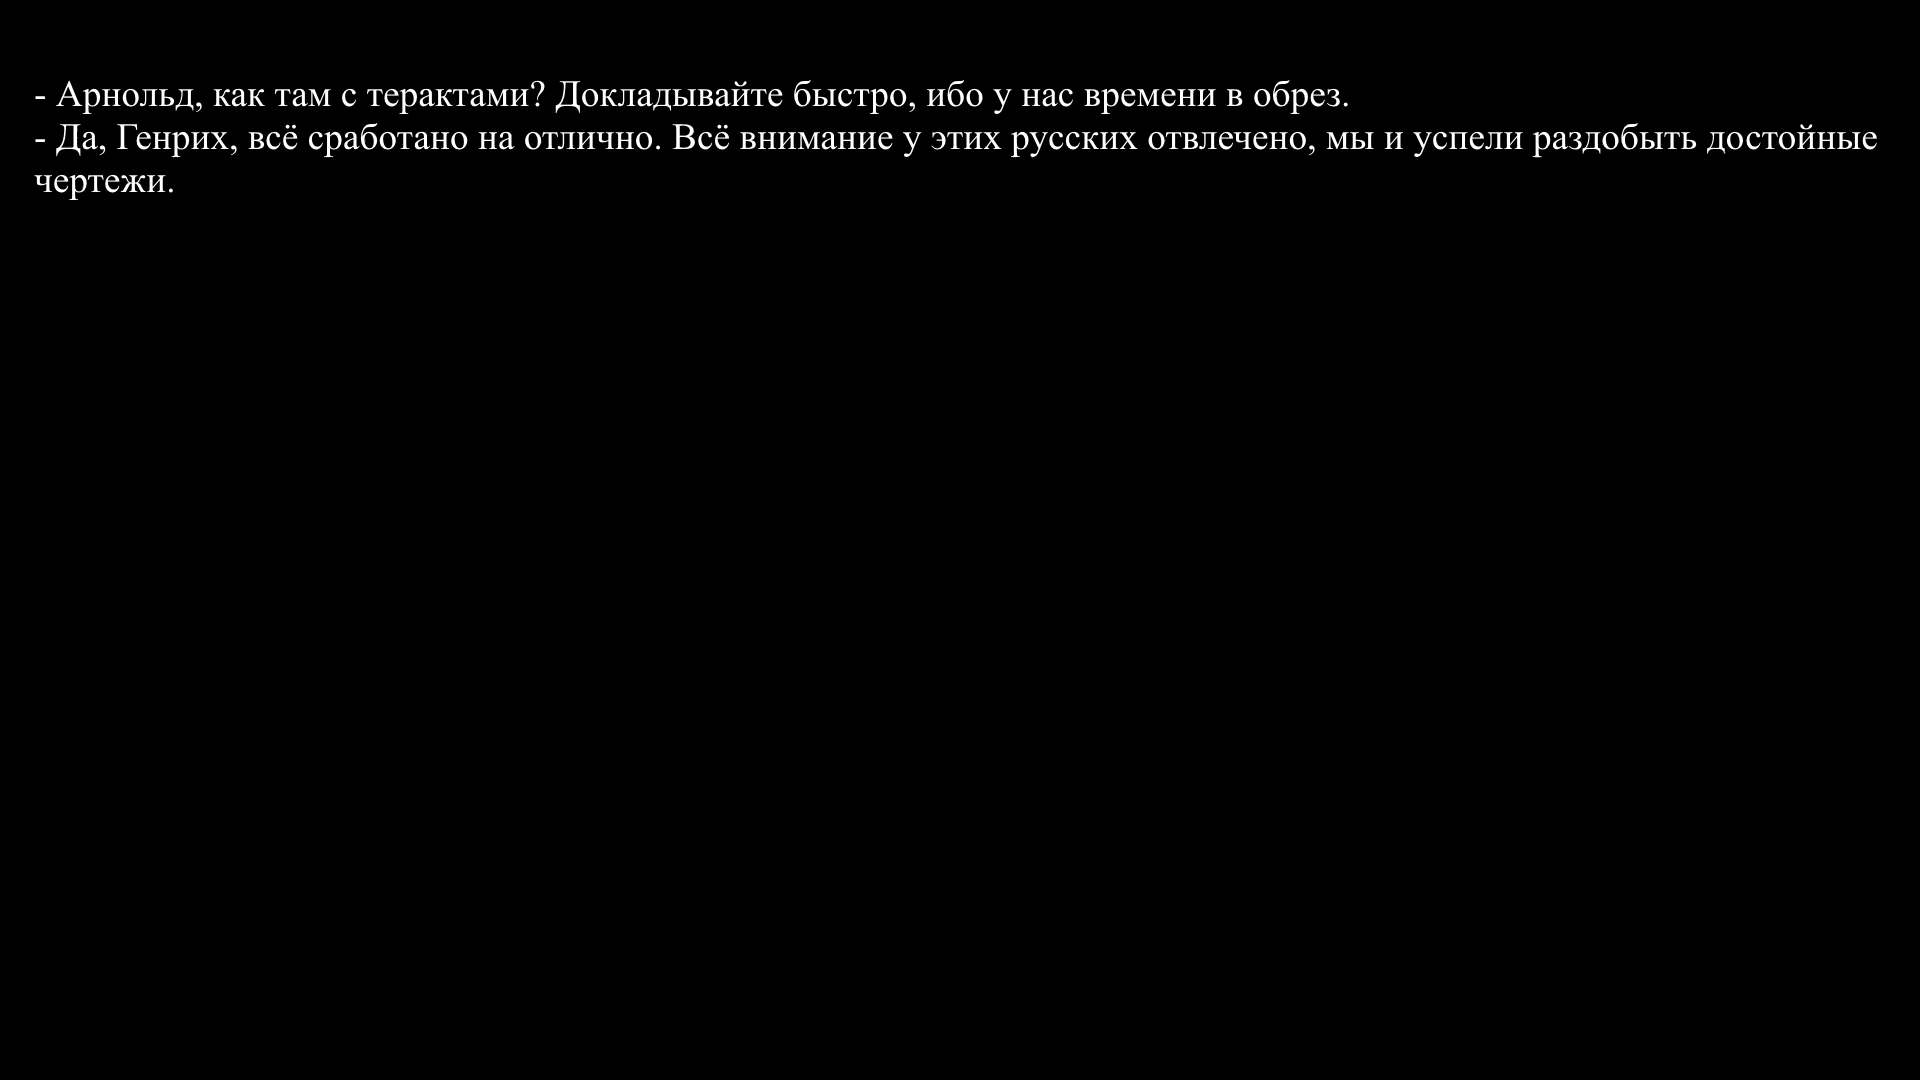 - Арнольд, как там с терактами? Докладывайте быстро, ибо у нас времени в обрез.
- Да, Генрих, всё сработано на отлично. Всё внимание у этих русских отвлечено, мы и успели раздобыть достойные
чертежи.